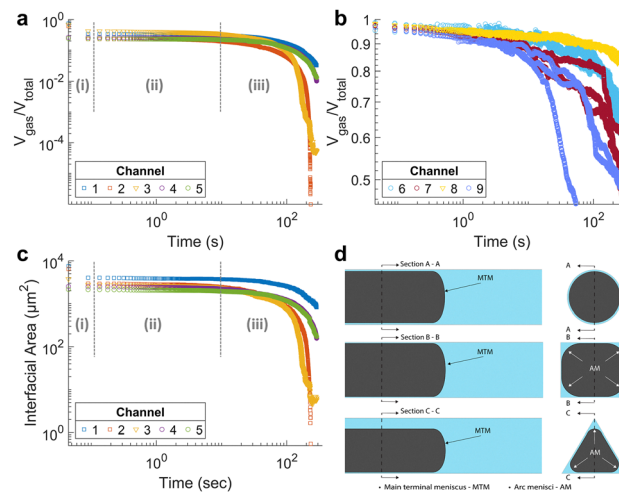 a
10^0
10^-2
10^-4
V_gas/V_total
(i)
(ii)
(iii)
Channel
1 2 3 4 5
10^0
10^2
Time (s)
b
1
0.9
0.8
0.7
0.6
0.5
V_gas/V_total
Channel
6 7 8 9
10^0
10^2
Time (s)
c
10^4
10^2
10^0
Interfacial Area (μm²)
(i)
(ii)
(iii)
Channel
1 2 3 4 5
10^0
10^2
Time (sec)
d
Section A - A
MTM
A
A
Section B - B
MTM
B
AM
B
Section C - C
MTM
C
AM
C
• Main terminal meniscus - MTM
• Arc menisci - AM